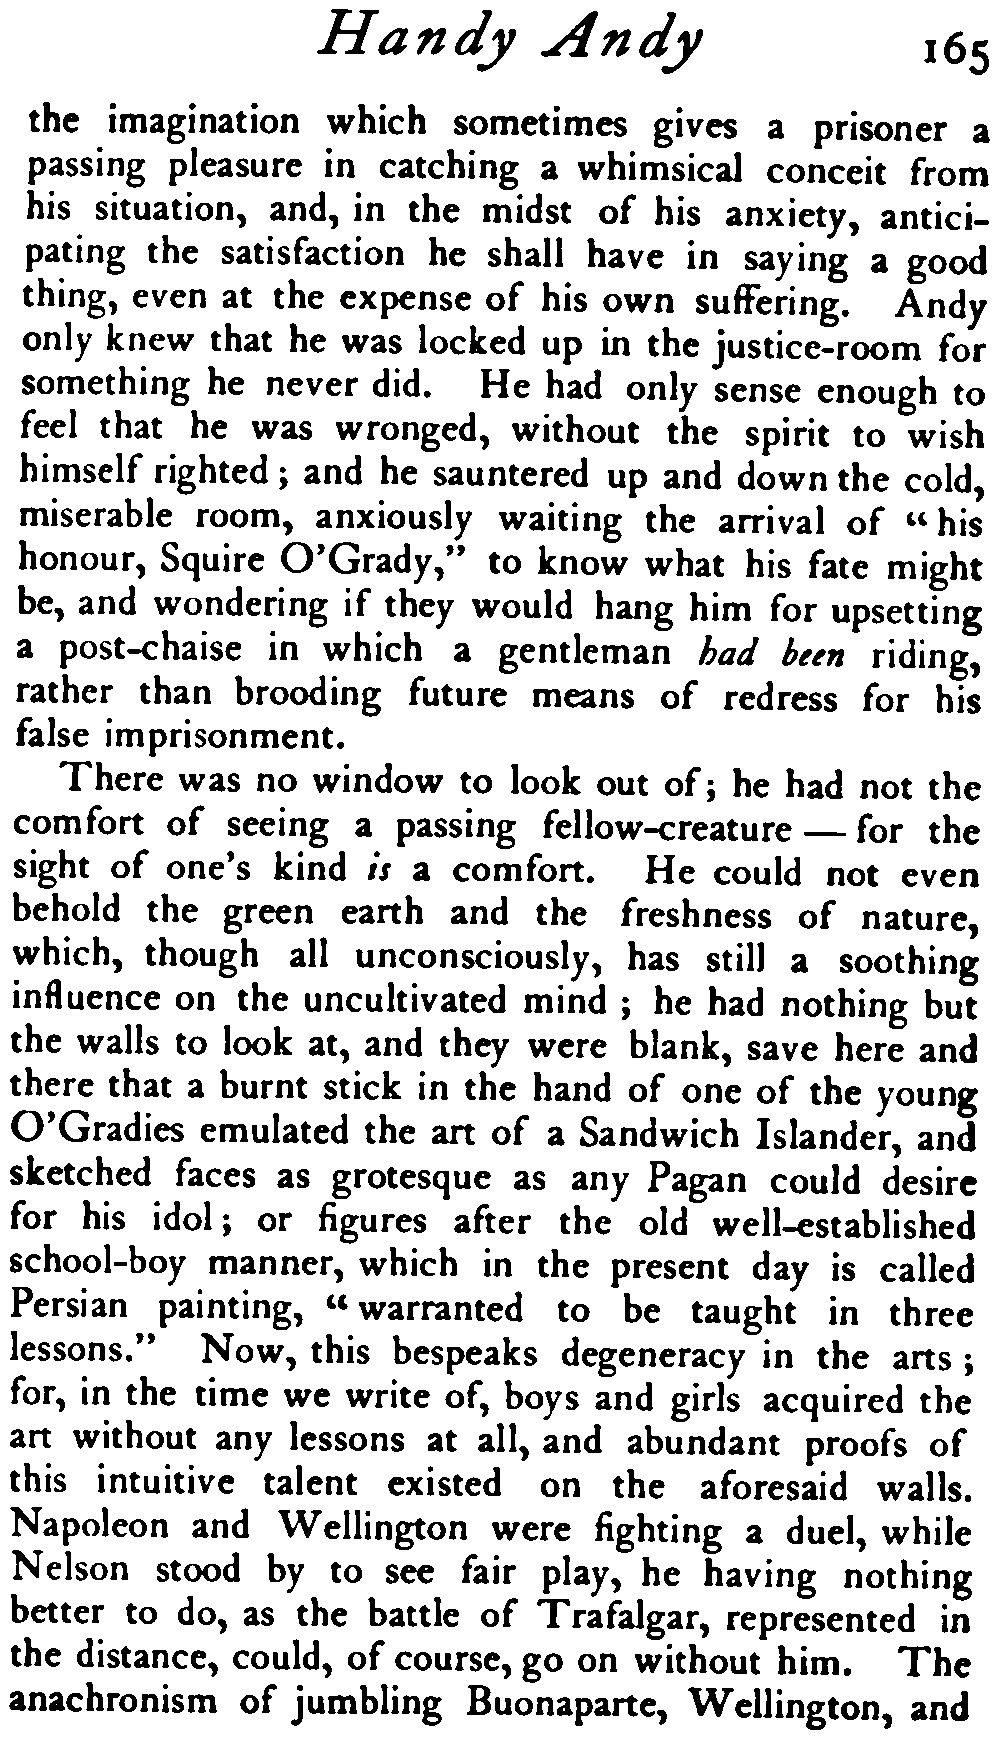 Handy Andy 165
the imagination which sometimes gives a prisoner a
passing pleasure in catching a whimsical conceit from
his situation, and, in the midst of his anxiety, antici-
pating the satisfaction he shall have in saying a good
thing, even at the expense of his own suffering. Andy
only knew that he was locked up in the justice-room for
something he never did. He had only sense enough to
feel that he was wronged, without the spirit to wish
himself righted; and he sauntered up and down the cold,
miserable room, anxiously waiting the arrival of "his
honour, Squire O'Grady," to know what his fate might
be, and wondering if they would hang him for upsetting
a post-chaise in which a gentleman had been riding,
rather than brooding future means of redress for his
false imprisonment.
There was no window to look out of; he had not the
comfort of seeing a passing fellow-creature — for the
sight of one's kind is a comfort. He could not even
behold the green earth and the freshness of nature,
which, though all unconsciously, has still a soothing
influence on the uncultivated mind; he had nothing but
the walls to look at, and they were blank, save here and
there that a burnt stick in the hand of one of the young
O'Gradies emulated the art of a Sandwich Islander, and
sketched faces as grotesque as any Pagan could desire
for his idol; or figures after the old well-established
school-boy manner, which in the present day is called
Persian painting, "warranted to be taught in three
lessons." Now, this bespeaks degeneracy in the arts;
for, in the time we write of, boys and girls acquired the
art without any lessons at all, and abundant proofs of
this intuitive talent existed on the aforesaid walls.
Napoleon and Wellington were fighting a duel, while
Nelson stood by to see fair play, he having nothing
better to do, as the battle of Trafalgar, represented in
the distance, could, of course, go on without him. The
anachronism of jumbling Buonaparte, Wellington, and